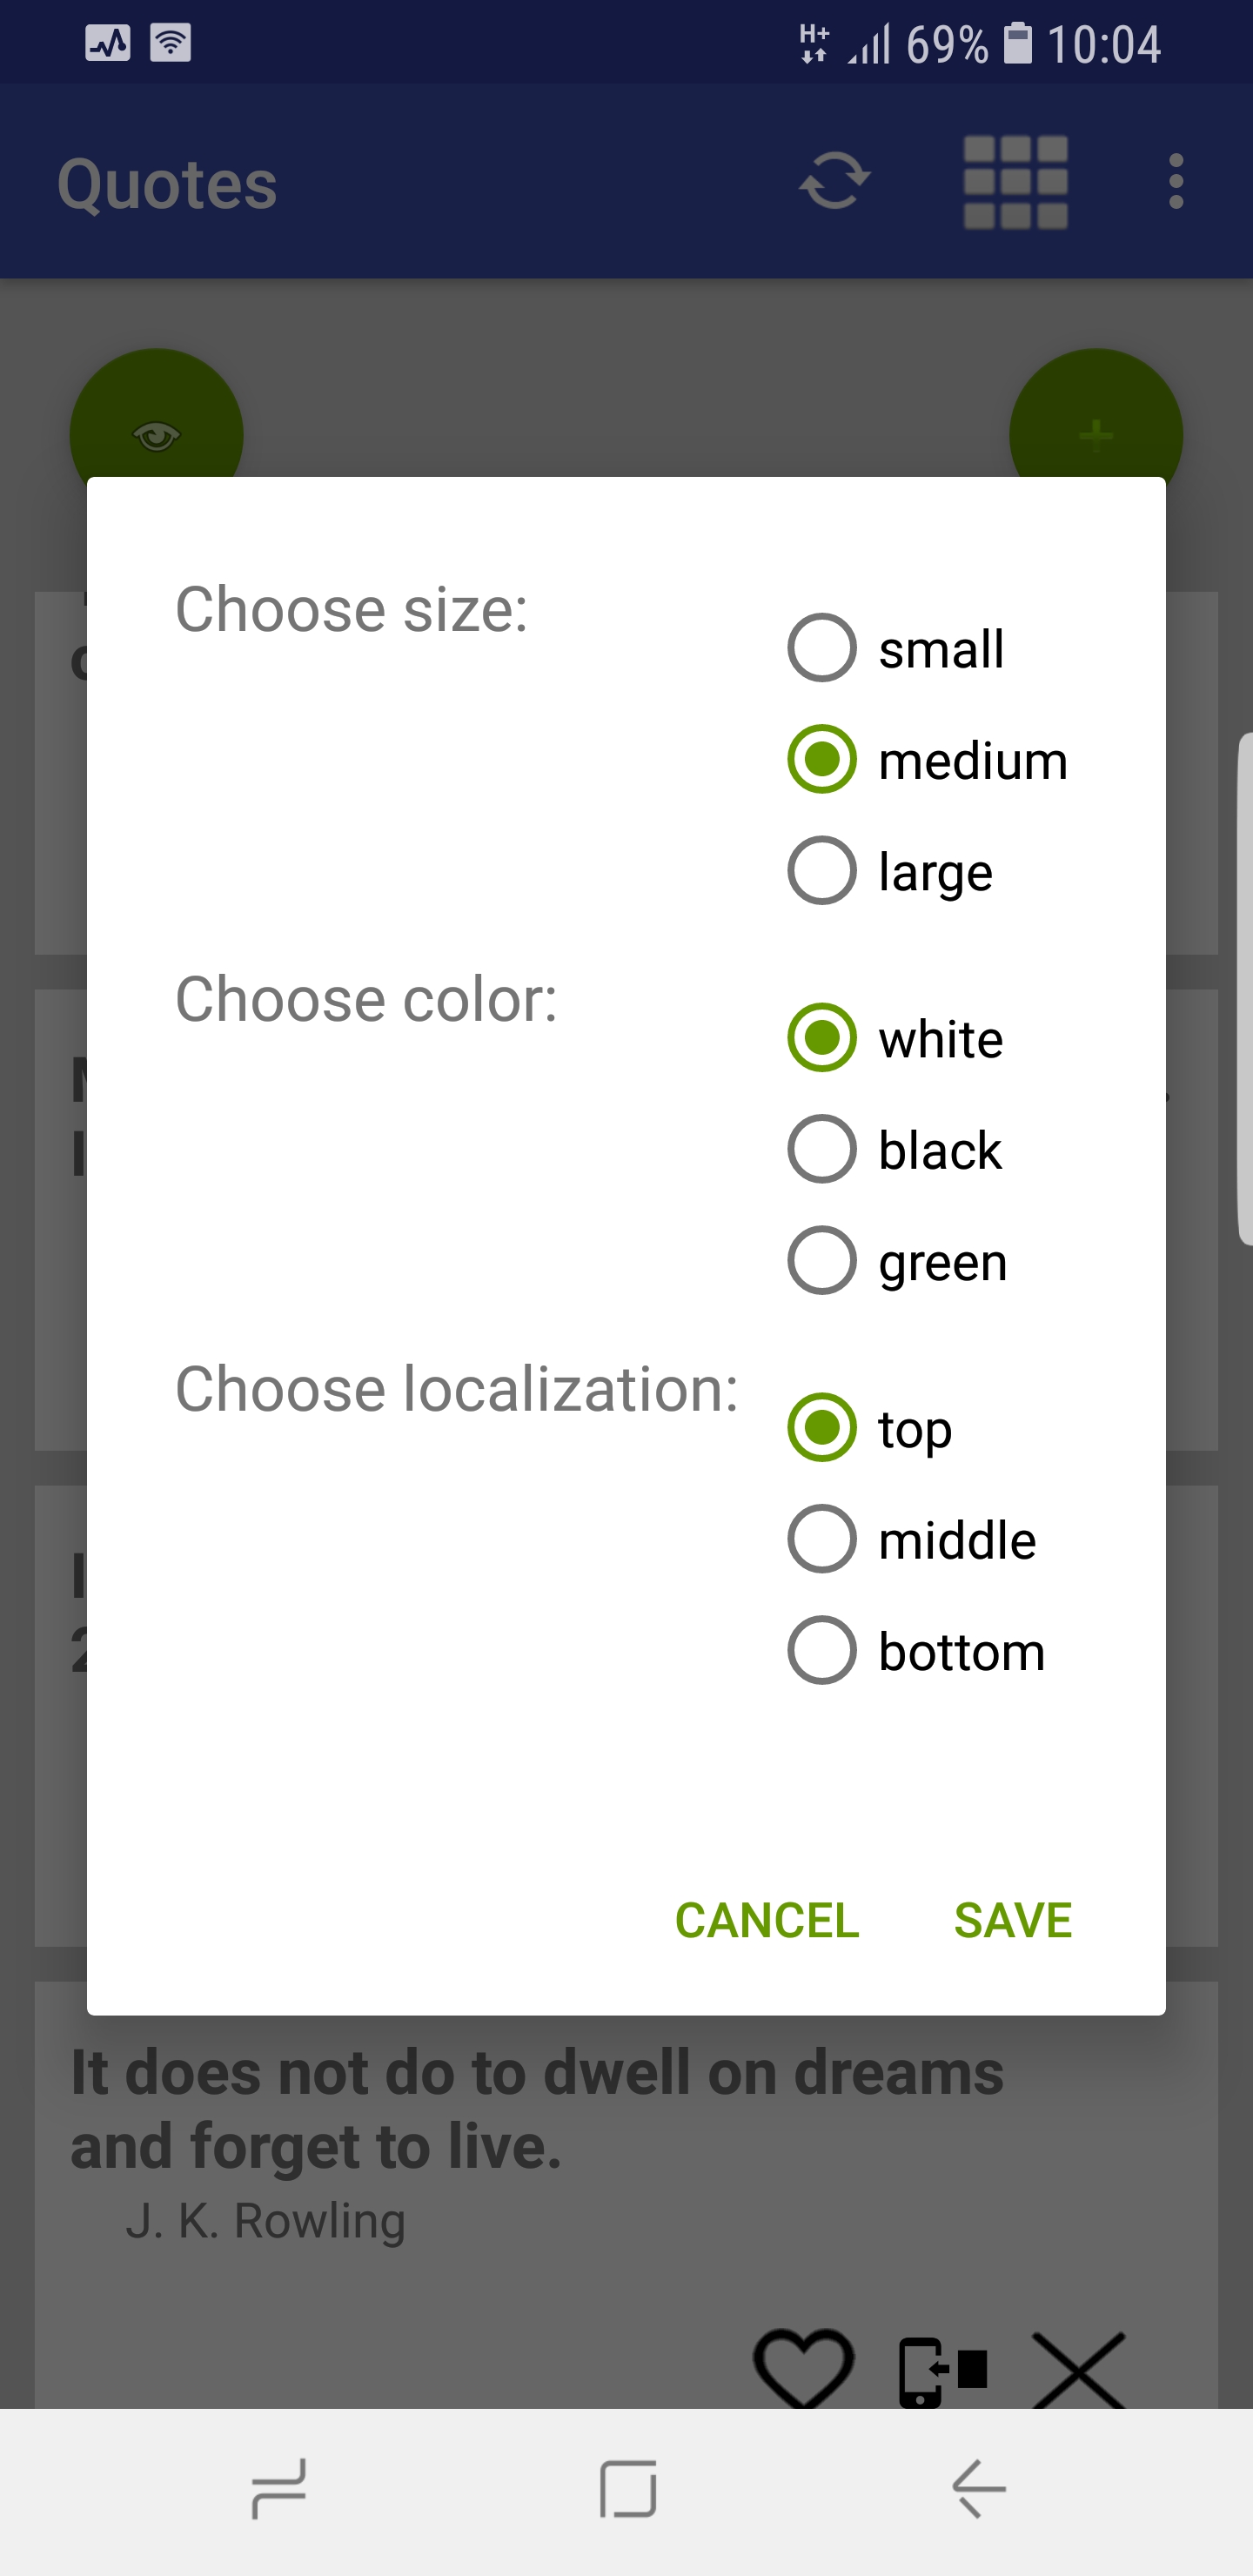 H+ 69% 10:04
Quotes
Choose size:
small
medium
large
Choose color:
white
black
green
Choose localization:
top
middle
bottom
CANCEL SAVE
It does not do to dwell on dreams
and forget to live.
J. K. Rowling